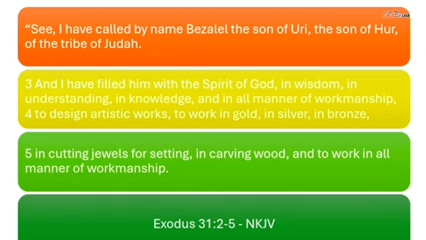 “See, I have called by name Bezalel the son of Uri, the son of Hur,
of the tribe of Judah.
3 And I have filled him with the Spirit of God, in wisdom, in
understanding, in knowledge, and in all manner of workmanship,
4 to design artistic works, to work in gold, in silver, in bronze,
5 in cutting jewels for setting, in carving wood, and to work in all
manner of workmanship.
Exodus 31:2-5 - NKJV